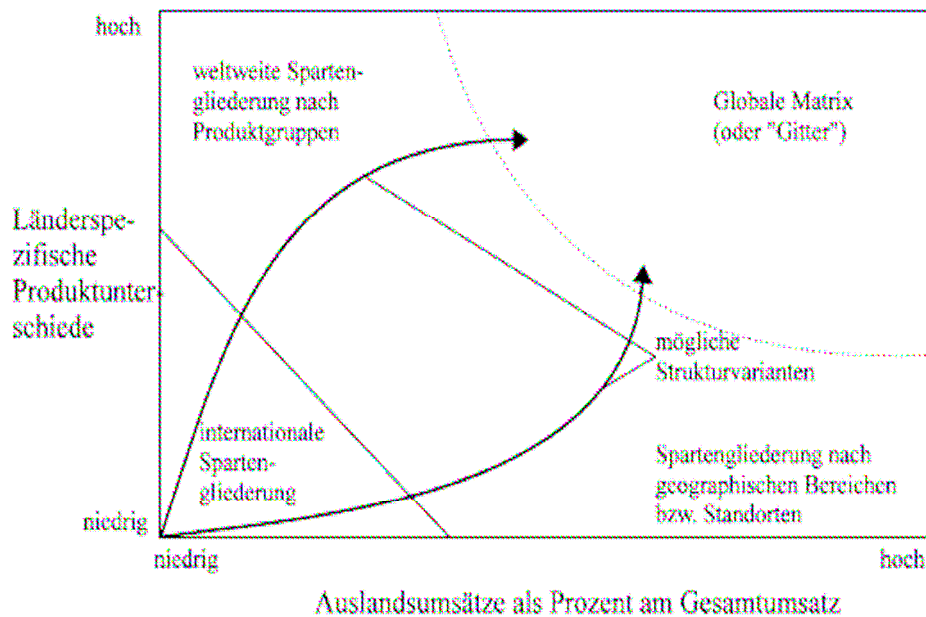 hoch
weltweite Sparten-
gliederung nach
Produktgruppen
Globale Matrix
(oder "Gitter")
Länderspe-
zifische
Produktunter-
schiede
mögliche
Strukturvarianten
internationale
Sparten-
gliederung
Spartengliederung nach
geographischen Bereichen
bzw. Standorten
niedrig
niedrig
hoch
Auslandsumsätze als Prozent am Gesamtumsatz